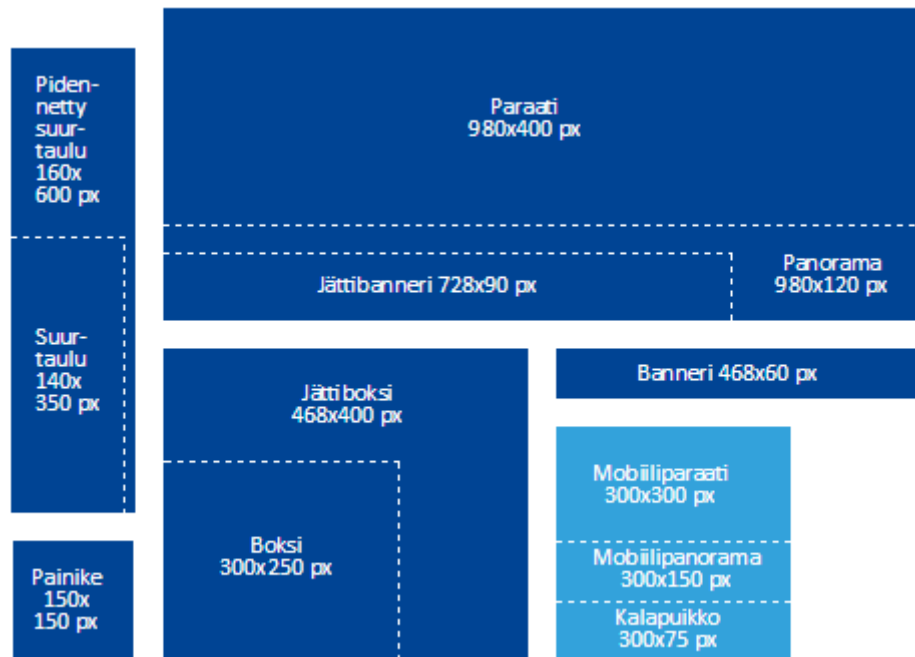 Piden-
netty
suur-
taulu
160x
600 px
Suur-
taulu
140x
350 px
Painike
150x
150 px
Paraati
980x400 px
Jättibanneri 728x90 px
Panorama
980x120 px
Jättiboksi
468x400 px
Boksi
300x250 px
Banneri 468x60 px
Mobiiliparaati
300x300 px
Mobiilipanorama
300x150 px
Kalapuikko
300x75 px